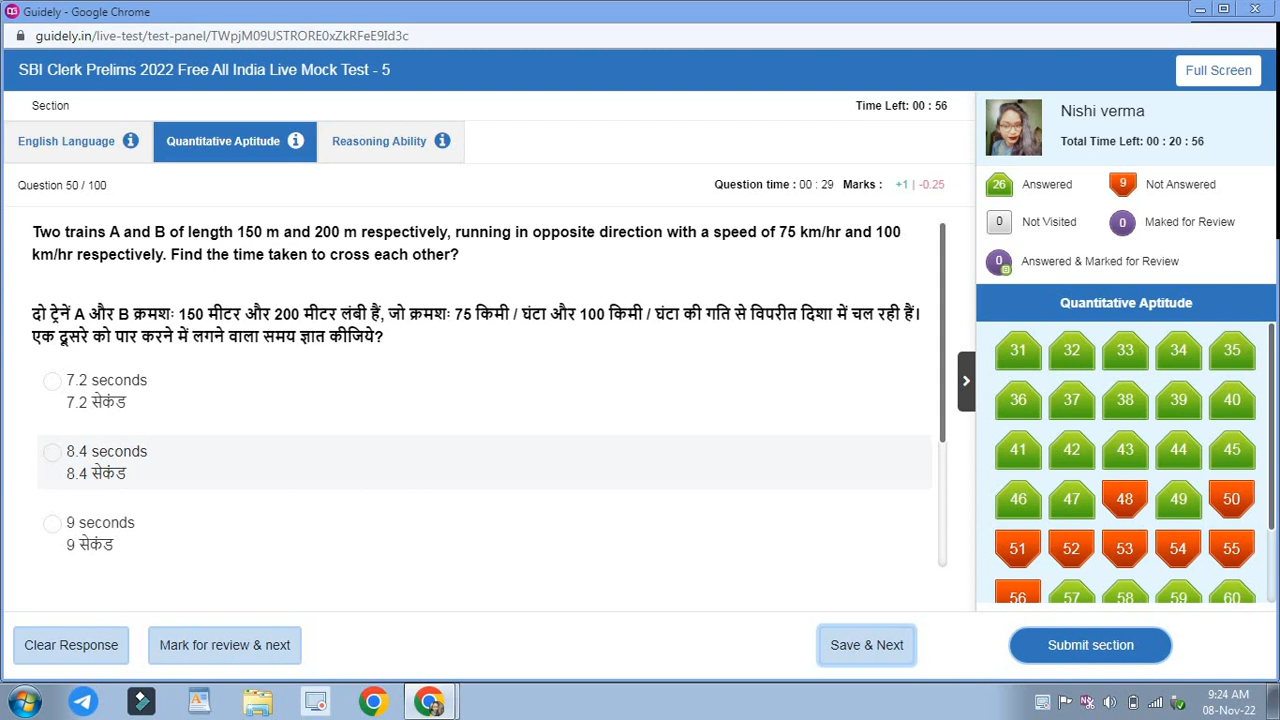 Guidely - Google Chrome
guidely.in/live-test/test-panel/TWpjM09USTRORE0xZkRFeE9Id3c
SBI Clerk Prelims 2022 Free All India Live Mock Test - 5
Full Screen
Section
Time Left: 00 : 56
English Language
Quantitative Aptitude
Reasoning Ability
Question 50 / 100
Question time : 00 : 29 Marks : +1 | -0.25
Two trains A and B of length 150 m and 200 m respectively, running in opposite direction with a speed of 75 km/hr and 100
km/hr respectively. Find the time taken to cross each other?
दो ट्रेनें A और B क्रमशः 150 मीटर और 200 मीटर लंबी हैं, जो क्रमशः 75 किमी / घंटा और 100 किमी / घंटा की गति से विपरीत दिशा में चल रही हैं।
एक दूसरे को पार करने में लगने वाला समय ज्ञात कीजिये?
7.2 seconds
7.2 सेकंड
8.4 seconds
8.4 सेकंड
9 seconds
9 सेकंड
Clear Response
Mark for review & next
Save & Next
Nishi verma
Total Time Left: 00 : 20 : 56
26 Answered
9 Not Answered
0 Not Visited
0 Maked for Review
0 Answered & Marked for Review
Quantitative Aptitude
31 32 33 34 35
36 37 38 39 40
41 42 43 44 45
46 47 48 49 50
51 52 53 54 55
56 57 58 59 60
Submit section
9:24 AM
08-Nov-22